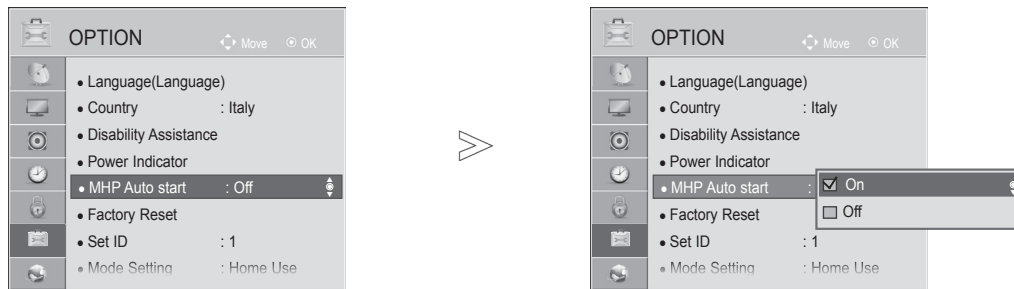 OPTION Move OK
• Language(Language)
• Country : Italy
• Disability Assistance
• Power Indicator
• MHP Auto start : Off
• Factory Reset
• Set ID : 1
• Mode Setting : Home Use
OPTION Move OK
• Language(Language)
• Country : Italy
• Disability Assistance
• Power Indicator
• MHP Auto start :
On
Off
• Factory Reset
• Set ID : 1
• Mode Setting : Home Use